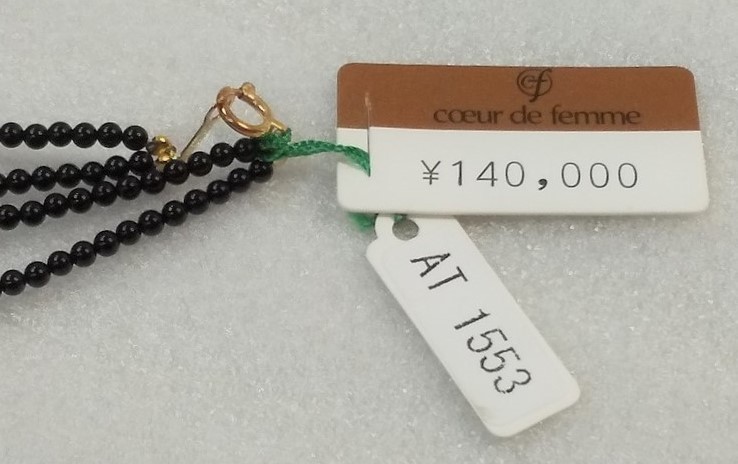 cf
cœur de femme
¥140,000
AT 1553